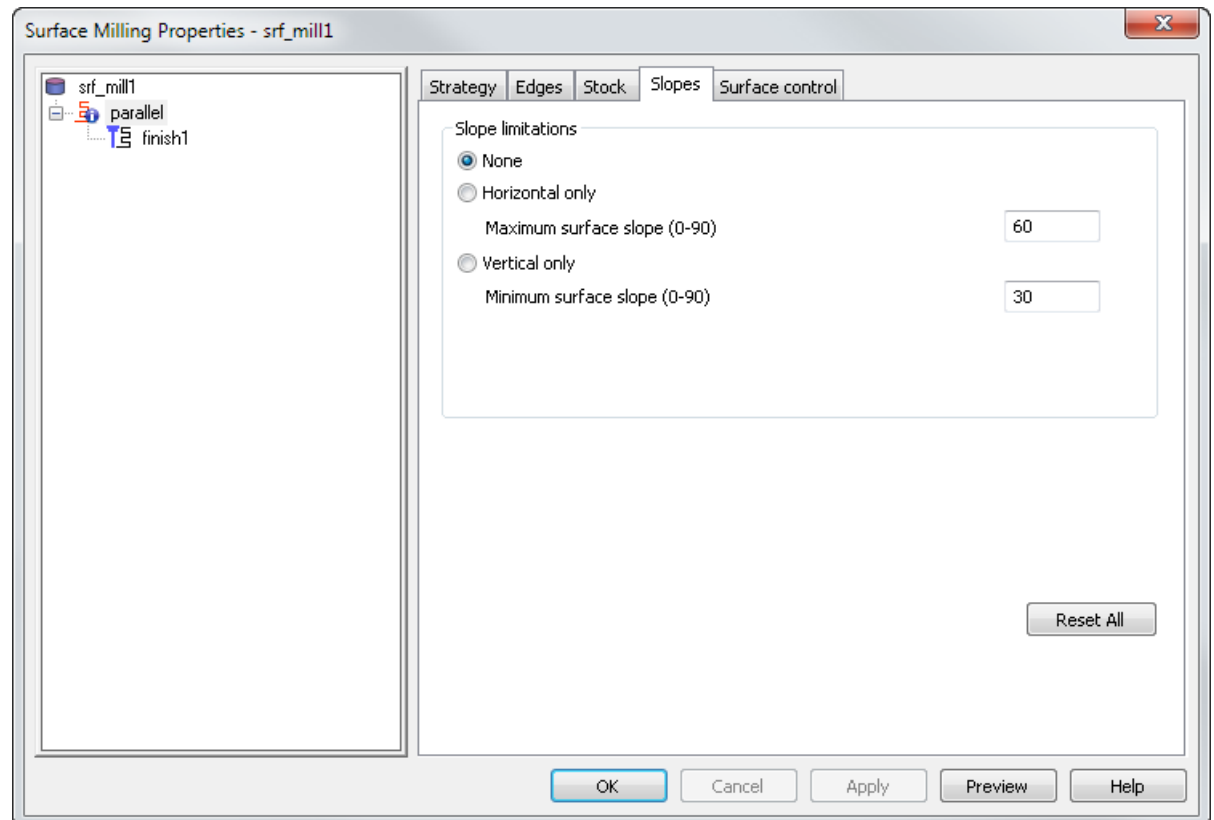 Surface Milling Properties - srf_mill1
srf_mill1
parallel
finish1
Strategy Edges Stock Slopes Surface control
Slope limitations
None
Horizontal only
Maximum surface slope (0-90) 60
Vertical only
Minimum surface slope (0-90) 30
Reset All
OK Cancel Apply Preview Help